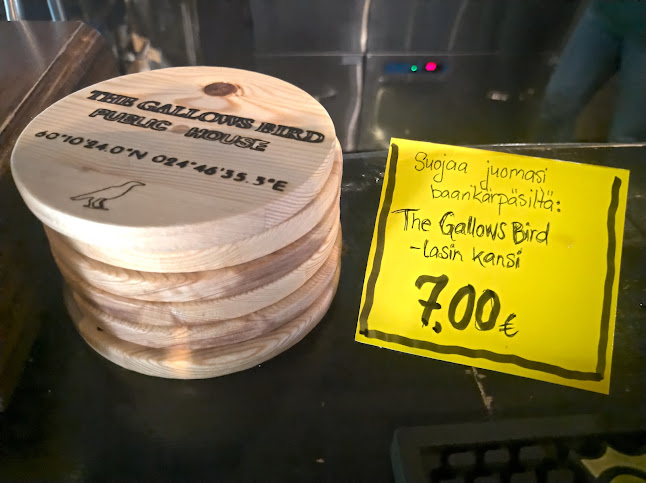 THE GALLOWS BIRD
PUBLIC HOUSE
60°10'24.0"N 024°46'35.3"E
Suojaa juomasi
baarikärpäsiltä:
The Gallows Bird
-lasin kansi
7,00€